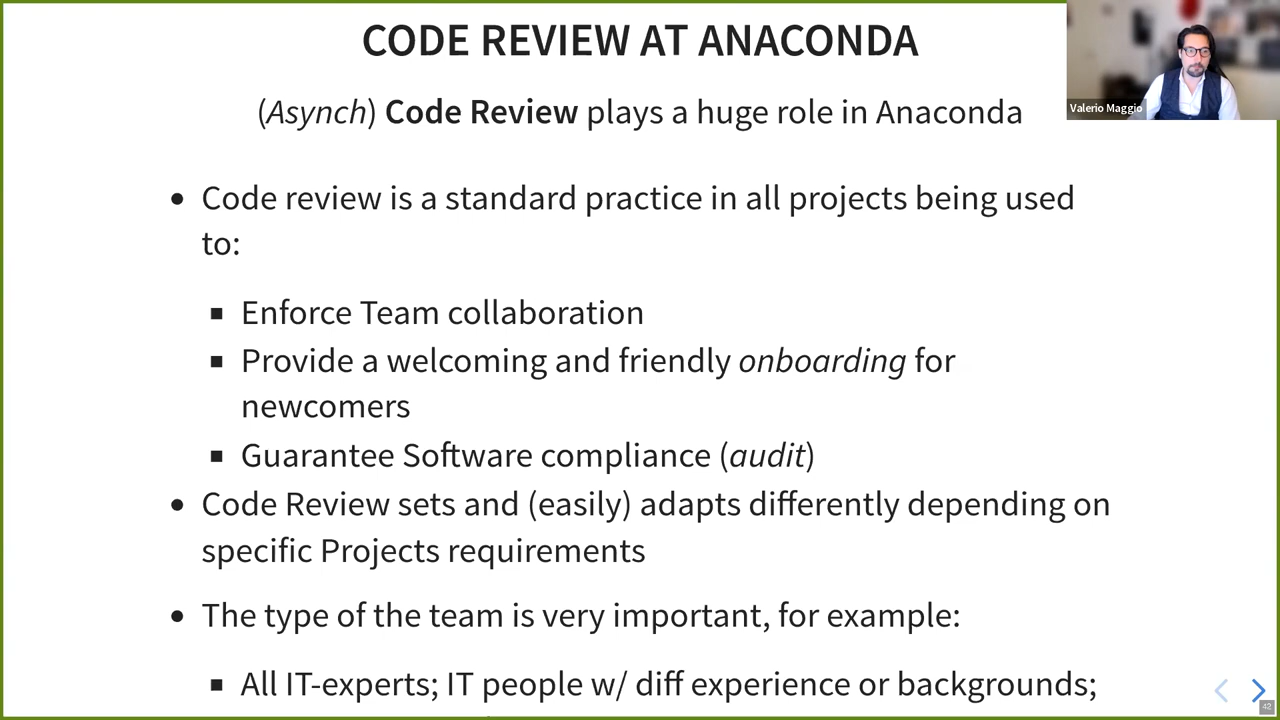 CODE REVIEW AT ANACONDA
(Asynch) Code Review plays a huge role in Anaconda
Valerio Maggio
• Code review is a standard practice in all projects being used
to:
▪ Enforce Team collaboration
▪ Provide a welcoming and friendly onboarding for
newcomers
▪ Guarantee Software compliance (audit)
• Code Review sets and (easily) adapts differently depending on
specific Projects requirements
• The type of the team is very important, for example:
▪ All IT-experts; IT people w/ diff experience or backgrounds;
42